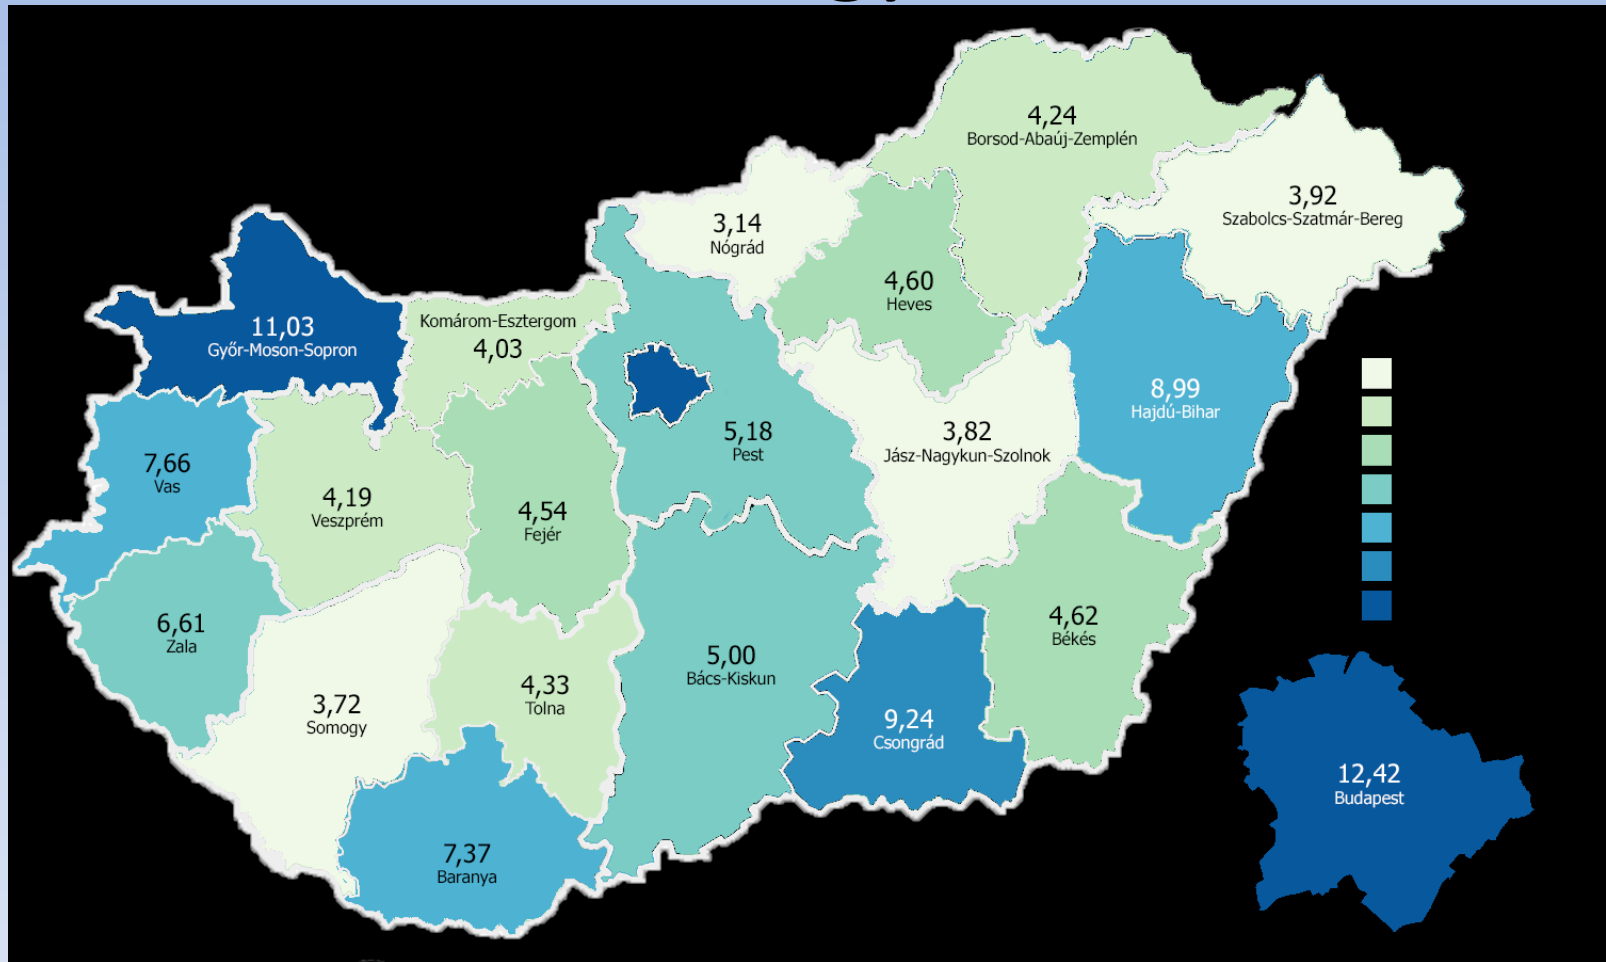 4,24
Borsod-Abaúj-Zemplén
3,92
Szabolcs-Szatmár-Bereg
3,14
Nógrád
4,60
Heves
11,03
Győr-Moson-Sopron
Komárom-Esztergom
4,03
8,99
Hajdú-Bihar
5,18
Pest
3,82
Jász-Nagykun-Szolnok
7,66
Vas
4,19
Veszprém
4,54
Fejér
6,61
Zala
4,62
Békés
5,00
Bács-Kiskun
4,33
Tolna
3,72
Somogy
9,24
Csongrád
12,42
Budapest
7,37
Baranya